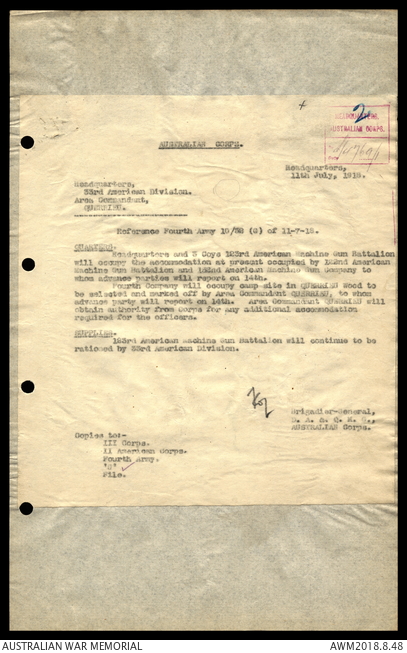 HEADQUARTERS,
AUSTRALIAN CORPS.
AUSTRALIAN CORPS.
Headquarters,
11th July, 1918.
Headquarters,
33rd American Division.
Area Commandant,
QUERRIEU.
Reference Fourth Army 19/38 (G) of 11-7-18.
QUARTERS.
Headquarters and 3 Coys 123rd American Machine Gun Battalion
will occupy the accommodation at present occupied by 122nd American
Machine Gun Battalion and 132nd American Machine Gun Company to
whom advance parties will report on 14th.
Fourth Company will occupy camp site in QUERRIEU Wood to
be selected and marked off by Area Commandant QUERRIEU, to whom
advance party will report on 14th. Area Commandant QUERRIEU will
obtain authority from Corps for any additional accommodation
required for the officers.
SUPPLIES.
123rd American Machine Gun Battalion will continue to be
rationed by 33rd American Division.
Brigadier-General,
D. A. & Q. M. G.,
AUSTRALIAN Corps.
Copies to:-
III Corps.
II American Corps.
Fourth Army.
"G"
File.
AUSTRALIAN WAR MEMORIAL
AWM2018.8.48